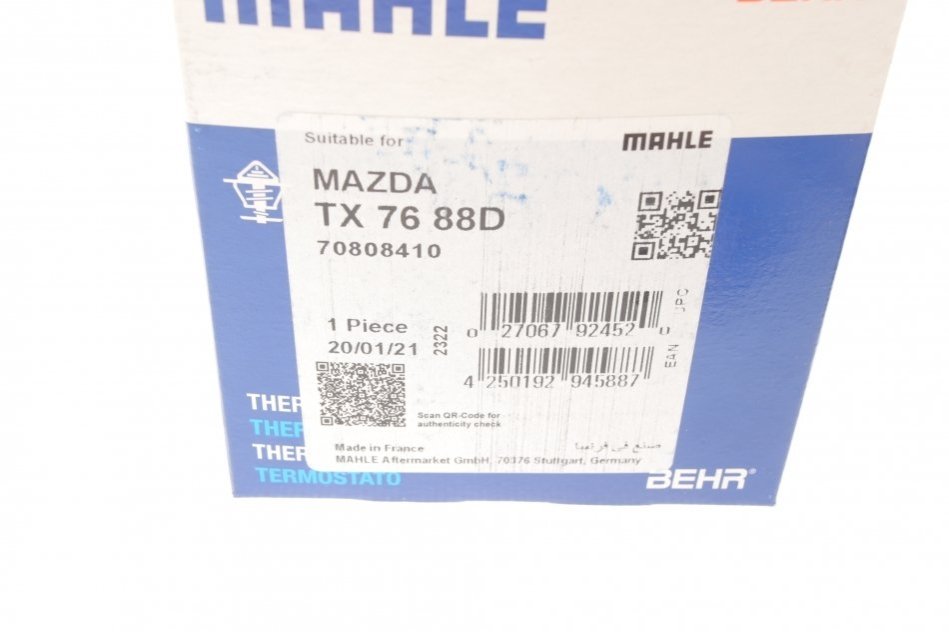 MAHLE
Suitable for
MAHLE
MAZDA
TX 76 88D
70808410
1 Piece
20/01/21
2322
0 27067 92452 0
UPC
4 250192 945887
EAN
Scan QR-Code for
authenticity check
THER
THER
THER
TERMOSTATO
Made in France
صنع في فرنسا
MAHLE Aftermarket GmbH, 70376 Stuttgart, Germany
BEHR®